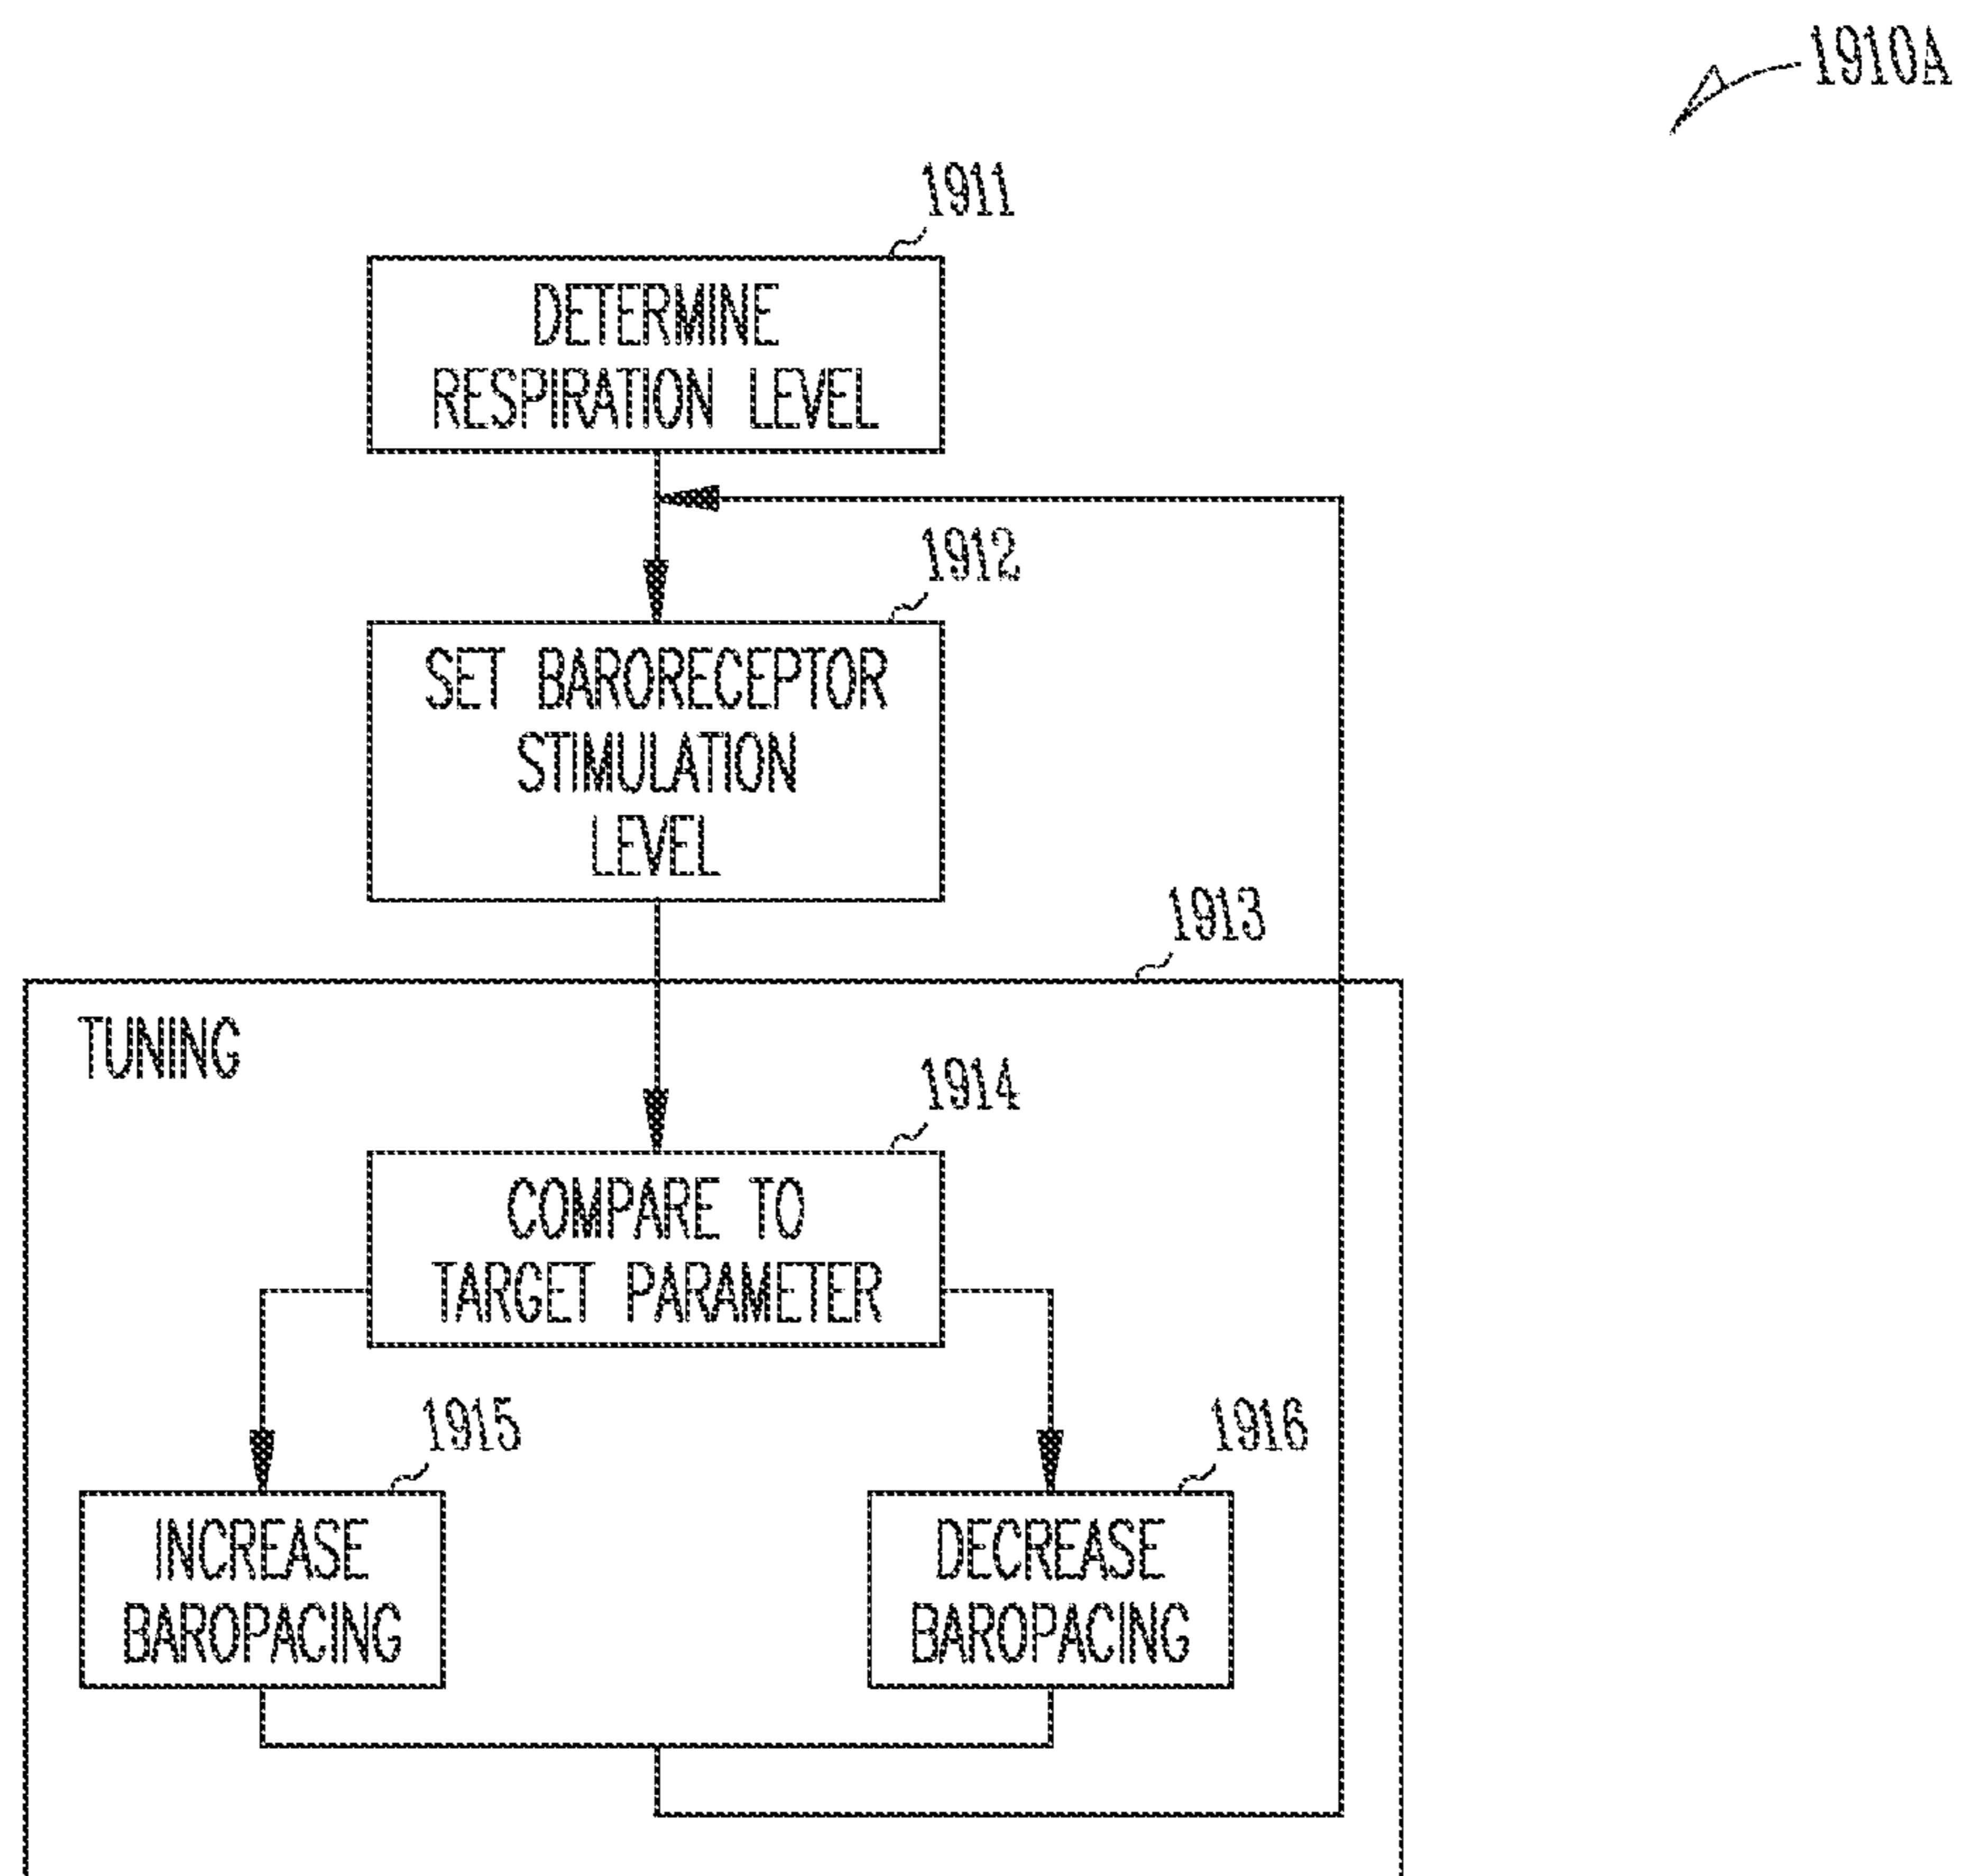 1910A
1911
DETERMINE
RESPIRATION LEVEL
1912
SET BARORECEPTOR
STIMULATION
LEVEL
1913
TUNING
1914
COMPARE TO
TARGET PARAMETER
1915
INCREASE
BAROPACING
1916
DECREASE
BAROPACING